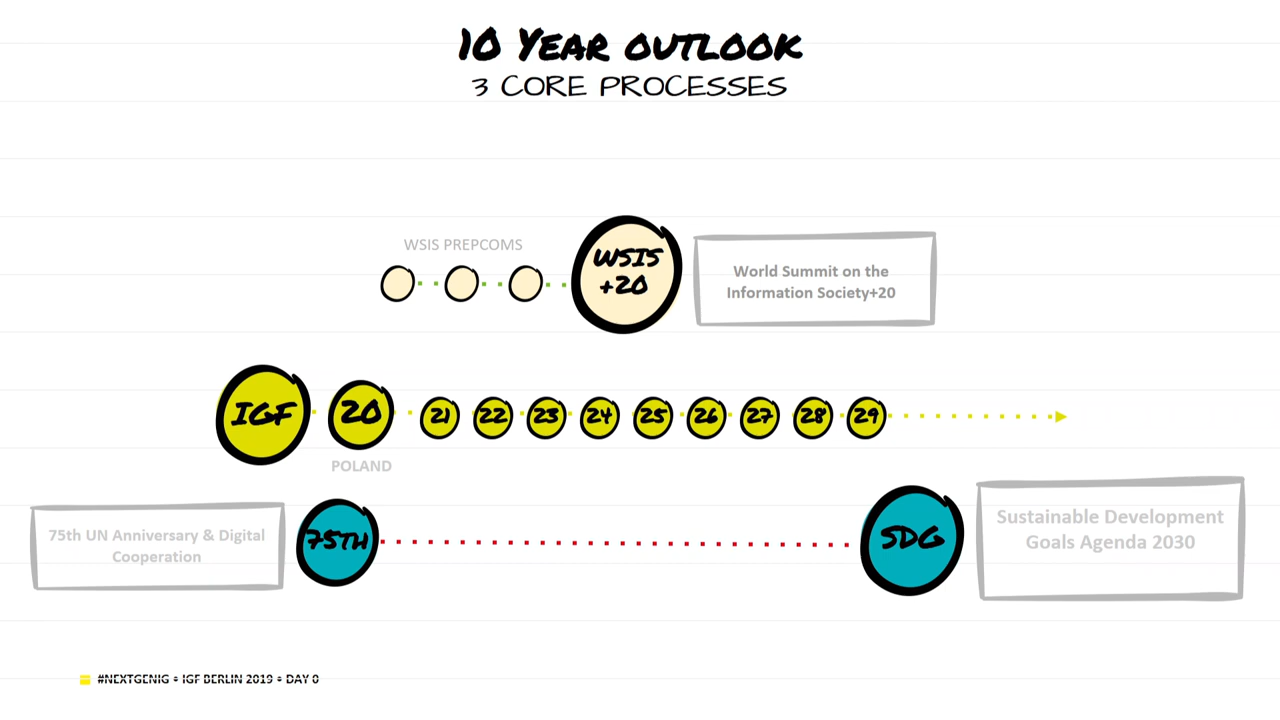 10 YEAR OUTLOOK
3 CORE PROCESSES
WSIS PREPCOMS
WSIS
+20
World Summit on the
Information Society+20
IGF
20
21
22
23
24
25
26
27
28
29
POLAND
75th UN Anniversary & Digital
Cooperation
75TH
SDG
Sustainable Development
Goals Agenda 2030
#NEXTGENIG • IGF BERLIN 2019 • DAY 0